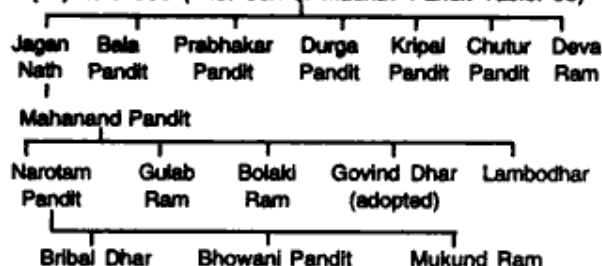 Jagan Bala Prabhakar Durga Kripal Chutur Deva
Nath Pandit Pandit Pandit Pandit Pandit Ram
Mahanand Pandit
Narotam Gulab Bolaki Govind Dhar Lambodhar
Pandit Ram Ram (adopted)
Bribal Dhar Bhowani Pandit Mukund Ram